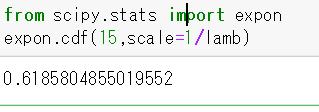 from scipy.stats import expon
expon.cdf(15,scale=1/lamb)
0.6185804855019552